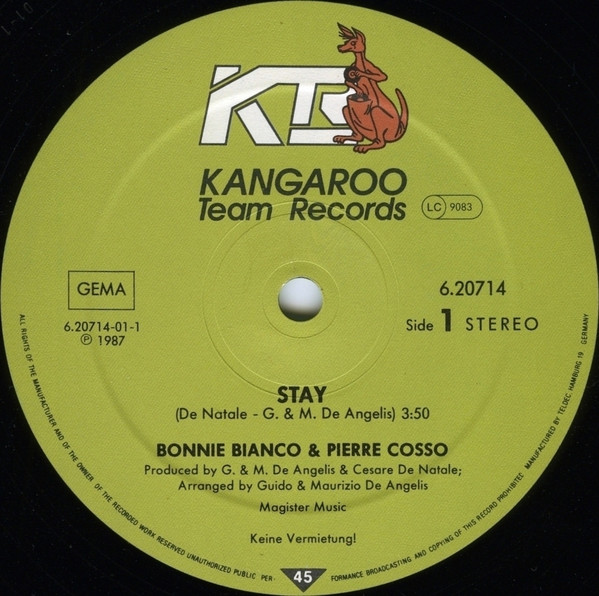 KTR
KANGAROO
Team Records
LC 9083
GEMA
6.20714-01-1
Ⓟ 1987
6.20714
Side 1 STEREO
STAY
(De Natale - G. & M. De Angelis) 3:50
BONNIE BIANCO & PIERRE COSSO
Produced by G. & M. De Angelis & Cesare De Natale;
Arranged by Guido & Maurizio De Angelis
Magister Music
Keine Vermietung!
ALL RIGHTS OF THE MANUFACTURER AND OF THE OWNER OF THE RECORDED WORK RESERVED UNAUTHORIZED PUBLIC PER- 45 FORMANCE BROADCASTING AND COPYING OF THIS RECORD PROHIBITED MANUFACTURED BY TELDEC HAMBURG 19 GERMANY